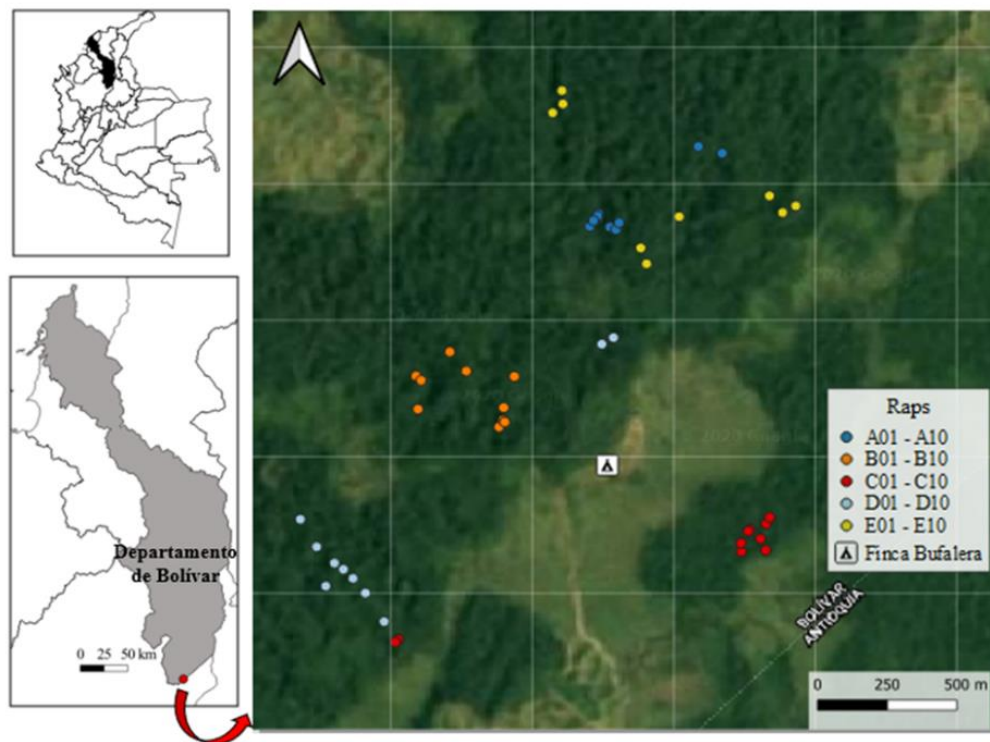 Departamento
de Bolívar
0 25 50 km
Raps
A01 - A10
B01 - B10
C01 - C10
D01 - D10
E01 - E10
Finca Bufalera
BOLÍVAR
ANTIOQUIA
0 250 500 m